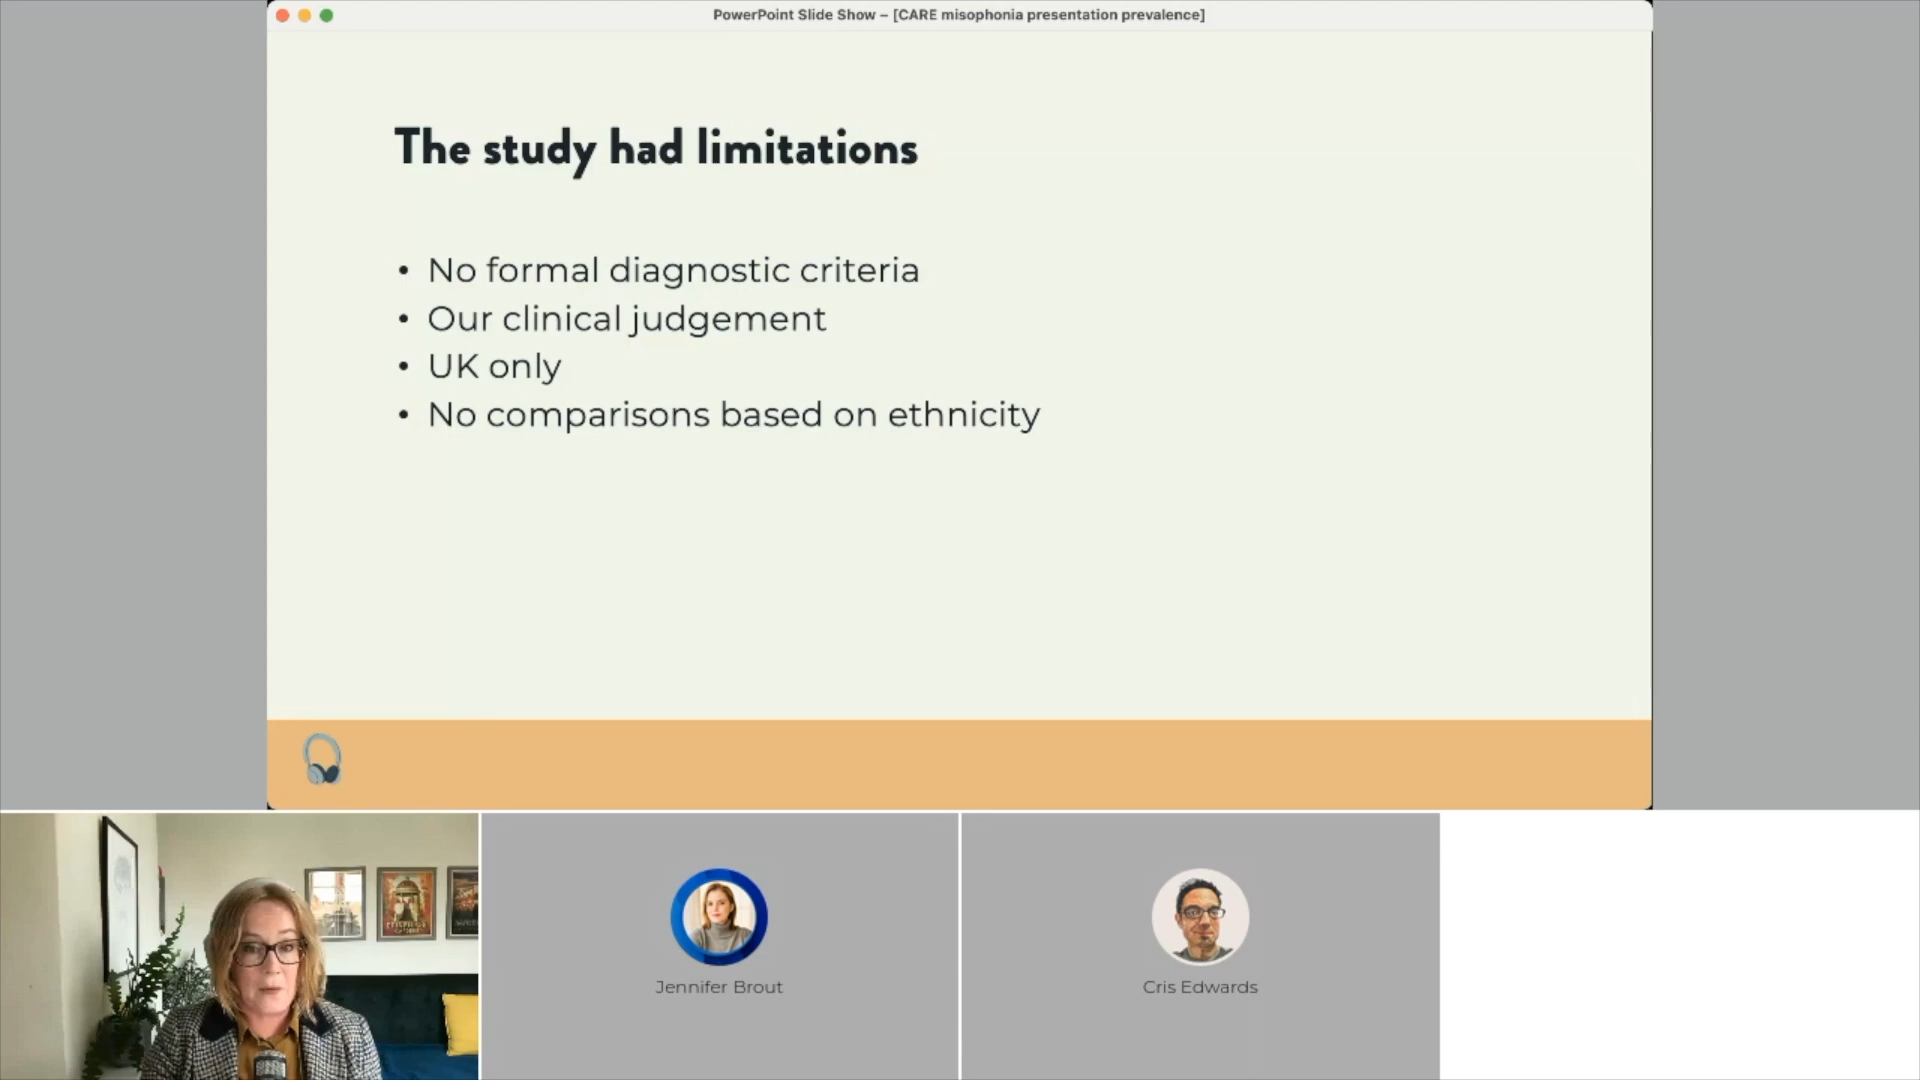 PowerPoint Slide Show – [CARE misophonia presentation prevalence]
The study had limitations
• No formal diagnostic criteria
• Our clinical judgement
• UK only
• No comparisons based on ethnicity
Jennifer Brout
Cris Edwards